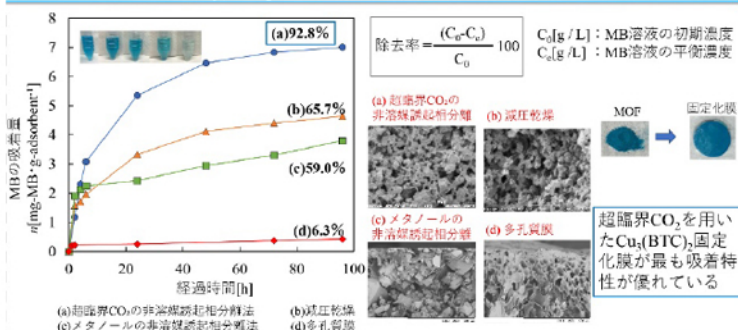 (a)92.8%
(b)65.7%
(c)59.0%
(d)6.3%
MBの吸着量
n[mg-MB・g-adsorbent⁻¹]
8
7
6
5
4
3
2
1
0
0 20 40 60 80 100
経過時間[h]
(a)超臨界CO₂の非溶媒誘起相分離法 (b)減圧乾燥
(c)メタノールの非溶媒誘起相分離法 (d)多孔質膜
除去率=(C₀-Cₑ)/C₀ 100
C₀[g/L]:MB溶液の初期濃度
Cₑ[g/L]:MB溶液の平衡濃度
(a) 超臨界CO₂の
非溶媒誘起相分離
(b) 減圧乾燥
(c) メタノールの
非溶媒誘起相分離
(d) 多孔質膜
MOF
固定化膜
超臨界CO₂を用い
たCu₃(BTC)₂固定
化膜が最も吸着特
性が優れている